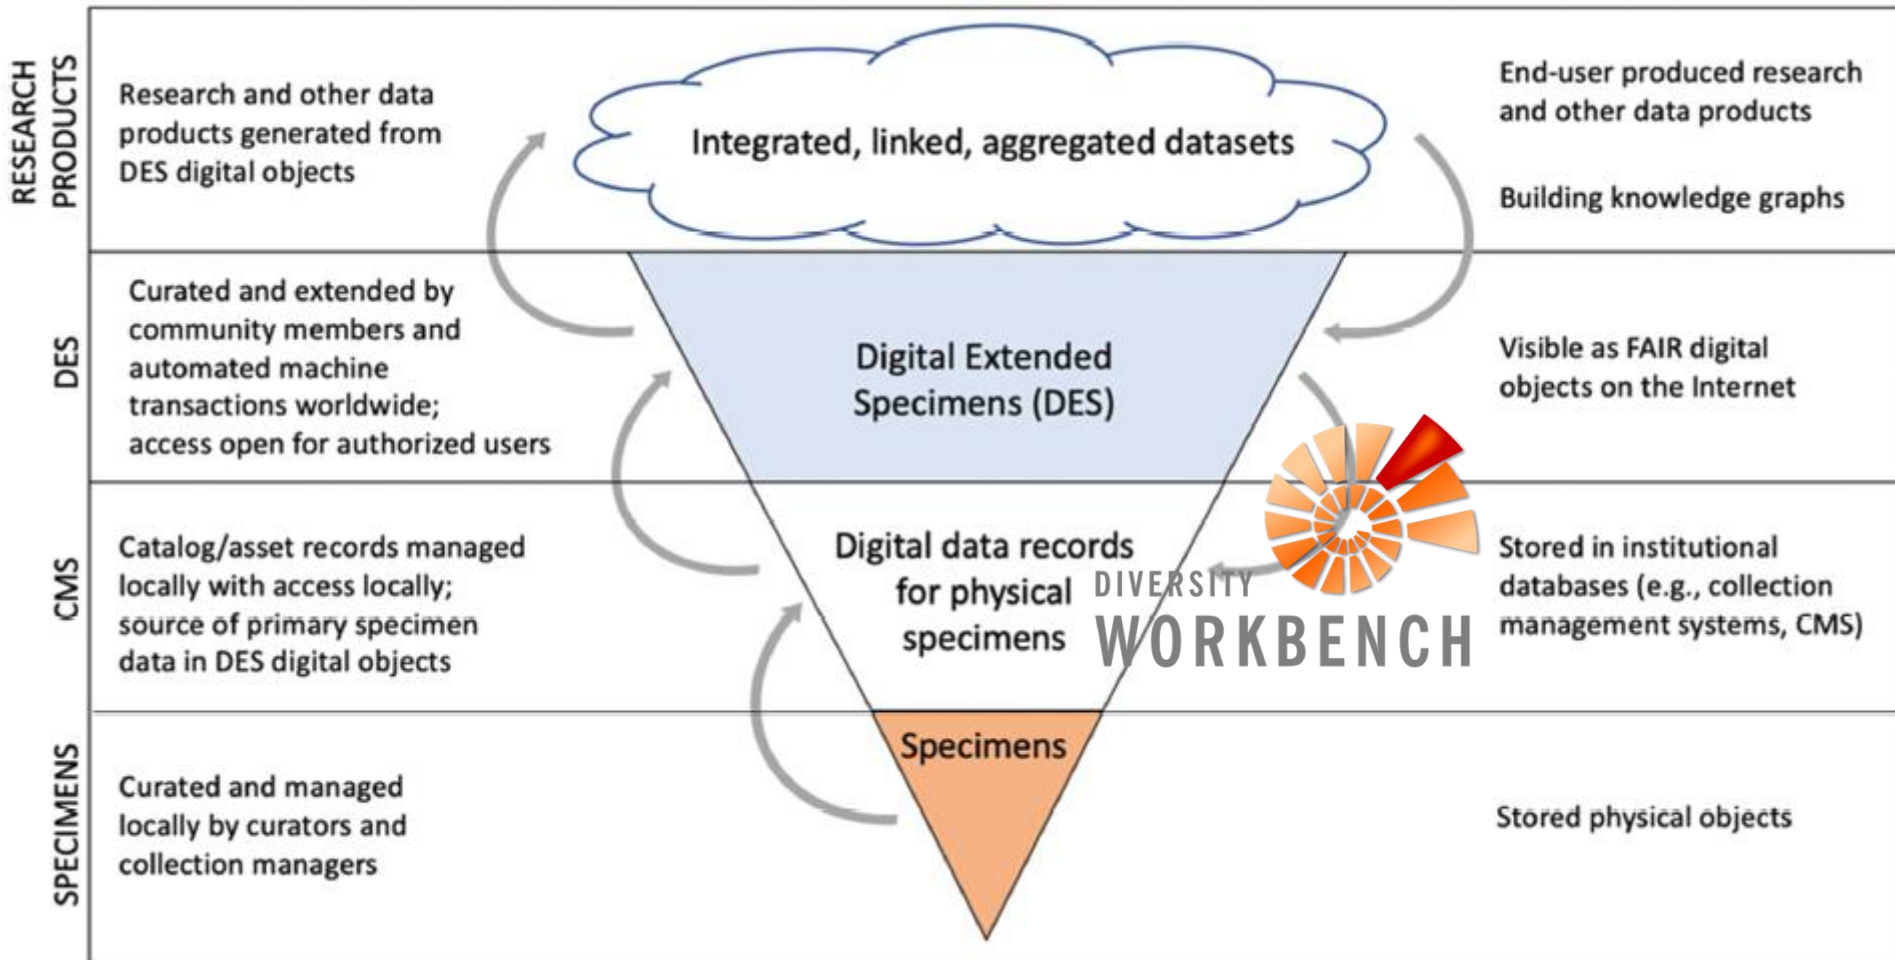 RESEARCH
PRODUCTS
Research and other data
products generated from
DES digital objects
Integrated, linked, aggregated datasets
End-user produced research
and other data products
Building knowledge graphs
DES
Curated and extended by
community members and
automated machine
transactions worldwide;
access open for authorized users
Digital Extended
Specimens (DES)
Visible as FAIR digital
objects on the Internet
CMS
Catalog/asset records managed
locally with access locally;
source of primary specimen
data in DES digital objects
Digital data records
for physical
specimens
DIVERSITY
WORKBENCH
Stored in institutional
databases (e.g., collection
management systems, CMS)
SPECIMENS
Curated and managed
locally by curators and
collection managers
Specimens
Stored physical objects